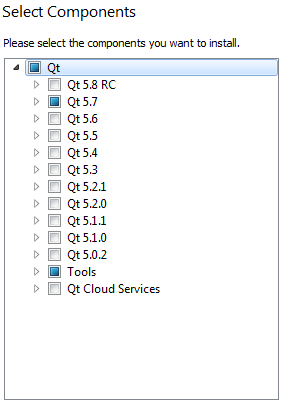 Select Components
Please select the components you want to install.
Qt
Qt 5.8 RC
Qt 5.7
Qt 5.6
Qt 5.5
Qt 5.4
Qt 5.3
Qt 5.2.1
Qt 5.2.0
Qt 5.1.1
Qt 5.1.0
Qt 5.0.2
Tools
Qt Cloud Services